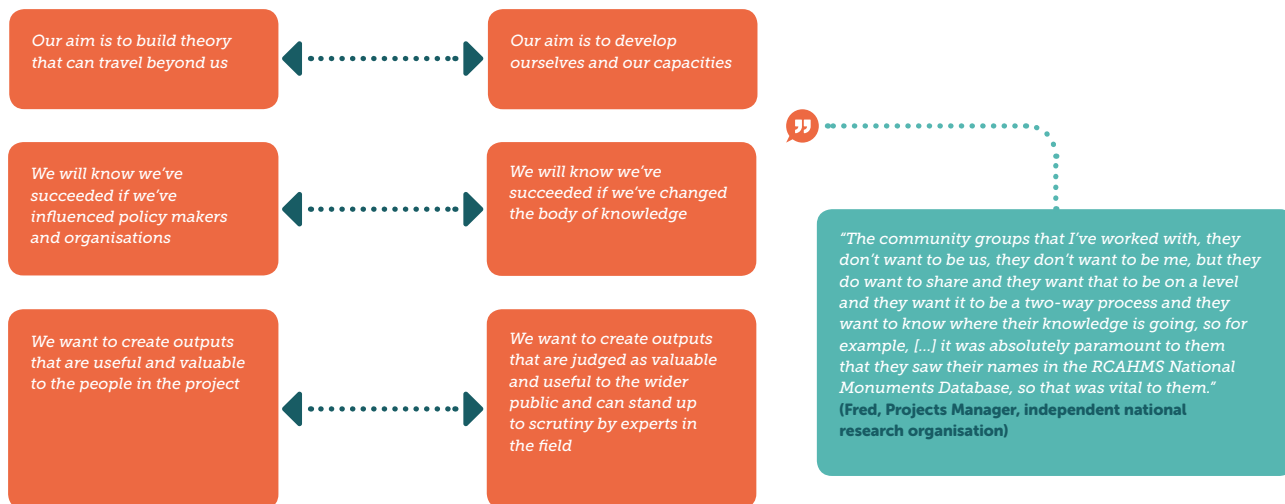 Our aim is to build theory
that can travel beyond us
Our aim is to develop
ourselves and our capacities
We will know we’ve
succeeded if we’ve
influenced policy makers
and organisations
We will know we’ve
succeeded if we’ve changed
the body of knowledge
We want to create outputs
that are useful and valuable
to the people in the project
We want to create outputs
that are judged as valuable
and useful to the wider
public and can stand up
to scrutiny by experts in
the field
“The community groups that I’ve worked with, they
don’t want to be us, they don’t want to be me, but they
do want to share and they want that to be on a level
and they want it to be a two-way process and they
want to know where their knowledge is going, so for
example, [...] it was absolutely paramount to them
that they saw their names in the RCAHMS National
Monuments Database, so that was vital to them.”
(Fred, Projects Manager, independent national
research organisation)